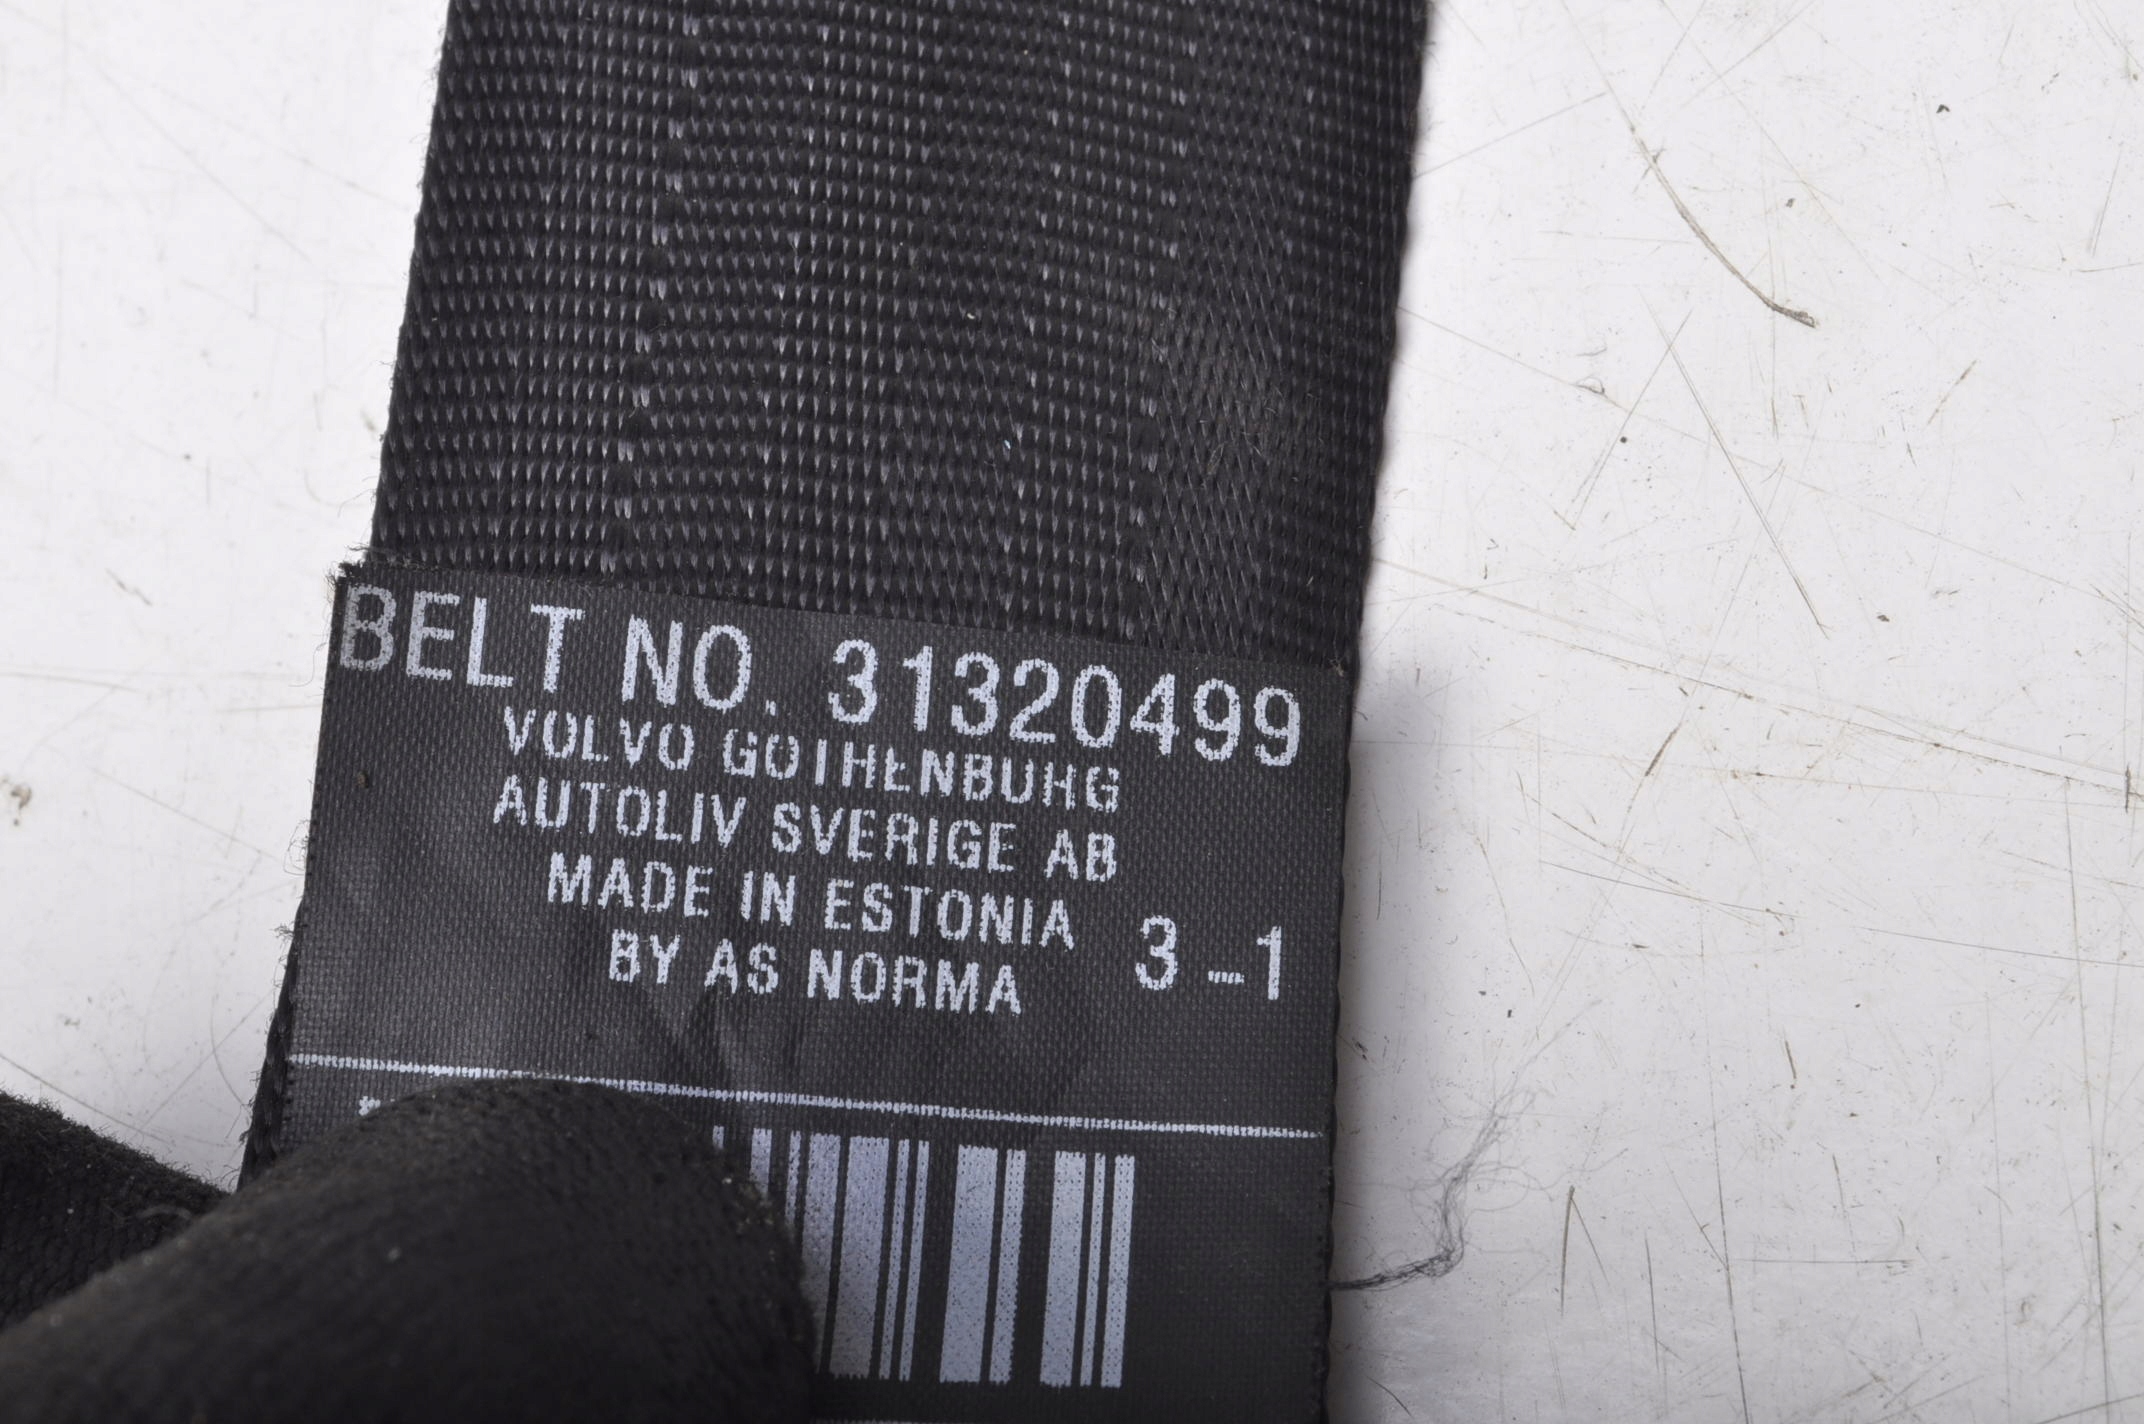 BELT NO. 31320499
VOLVO GOTHENBURG
AUTOLIV SVERIGE AB
MADE IN ESTONIA
BY AS NORMA 3-1